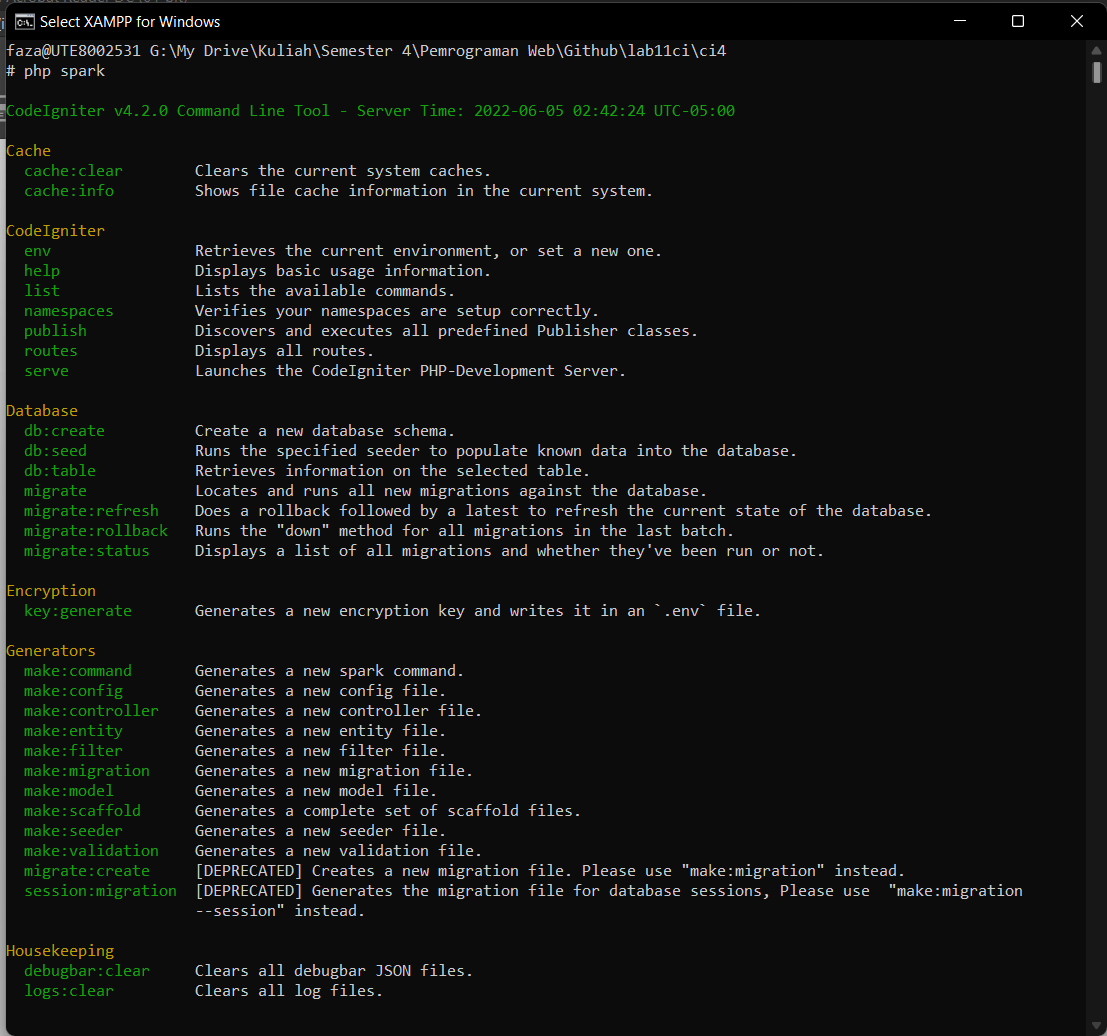 Select XAMPP for Windows
faza@UTE8002531 G:\My Drive\Kuliah\Semester 4\Pemrograman Web\Github\lab11ci\ci4
# php spark
CodeIgniter v4.2.0 Command Line Tool - Server Time: 2022-06-05 02:42:24 UTC-05:00
Cache
cache:clear Clears the current system caches.
cache:info Shows file cache information in the current system.
CodeIgniter
env Retrieves the current environment, or set a new one.
help Displays basic usage information.
list Lists the available commands.
namespaces Verifies your namespaces are setup correctly.
publish Discovers and executes all predefined Publisher classes.
routes Displays all routes.
serve Launches the CodeIgniter PHP-Development Server.
Database
db:create Create a new database schema.
db:seed Runs the specified seeder to populate known data into the database.
db:table Retrieves information on the selected table.
migrate Locates and runs all new migrations against the database.
migrate:refresh Does a rollback followed by a latest to refresh the current state of the database.
migrate:rollback Runs the "down" method for all migrations in the last batch.
migrate:status Displays a list of all migrations and whether they've been run or not.
Encryption
key:generate Generates a new encryption key and writes it in an `.env` file.
Generators
make:command Generates a new spark command.
make:config Generates a new config file.
make:controller Generates a new controller file.
make:entity Generates a new entity file.
make:filter Generates a new filter file.
make:migration Generates a new migration file.
make:model Generates a new model file.
make:scaffold Generates a complete set of scaffold files.
make:seeder Generates a new seeder file.
make:validation Generates a new validation file.
migrate:create [DEPRECATED] Creates a new migration file. Please use "make:migration" instead.
session:migration [DEPRECATED] Generates the migration file for database sessions, Please use  "make:migration
--session" instead.
Housekeeping
debugbar:clear Clears all debugbar JSON files.
logs:clear Clears all log files.